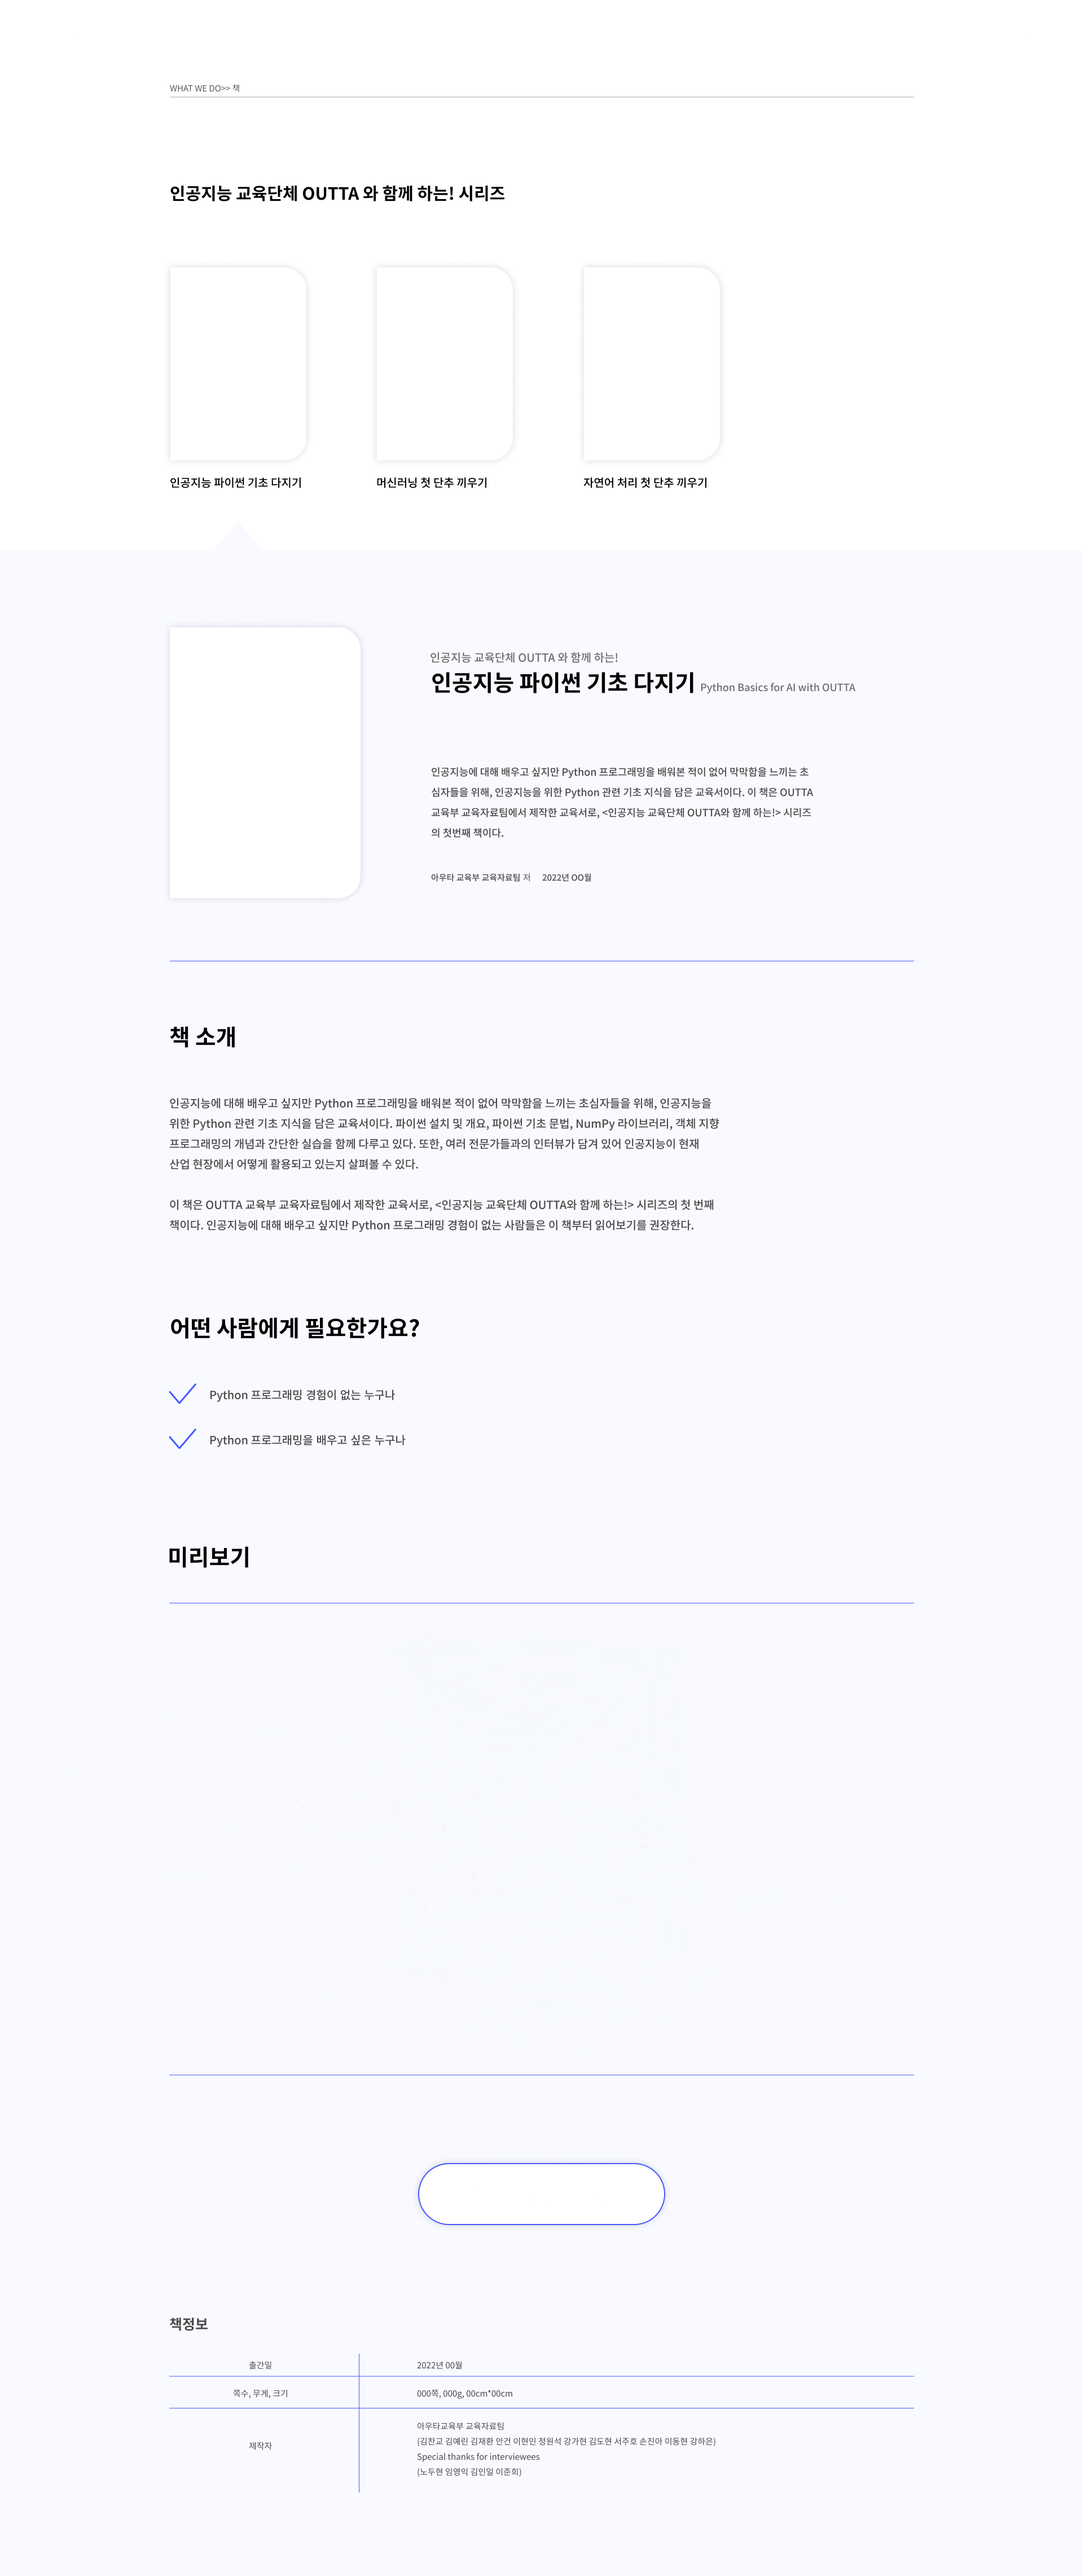 WHAT WE DO>> 책
인공지능 교육단체 OUTTA 와 함께 하는! 시리즈
인공지능 파이썬 기초 다지기
머신러닝 첫 단추 끼우기
자연어 처리 첫 단추 끼우기
인공지능 교육단체 OUTTA 와 함께 하는!
인공지능 파이썬 기초 다지기 Python Basics for AI with OUTTA
인공지능에 대해 배우고 싶지만 Python 프로그래밍을 배워본 적이 없어 막막함을 느끼는 초
심자들을 위해, 인공지능을 위한 Python 관련 기초 지식을 담은 교육서이다. 이 책은 OUTTA
교육부 교육자료팀에서 제작한 교육서로, <인공지능 교육단체 OUTTA와 함께 하는!> 시리즈
의 첫번째 책이다.
아우타 교육부 교육자료팀 저 2022년 OO월
책 소개
인공지능에 대해 배우고 싶지만 Python 프로그래밍을 배워본 적이 없어 막막함을 느끼는 초심자들을 위해, 인공지능을
위한 Python 관련 기초 지식을 담은 교육서이다. 파이썬 설치 및 개요, 파이썬 기초 문법, NumPy 라이브러리, 객체 지향
프로그래밍의 개념과 간단한 실습을 함께 다루고 있다. 또한, 여러 전문가들과의 인터뷰가 담겨 있어 인공지능이 현재
산업 현장에서 어떻게 활용되고 있는지 살펴볼 수 있다.
이 책은 OUTTA 교육부 교육자료팀에서 제작한 교육서로, <인공지능 교육단체 OUTTA와 함께 하는!> 시리즈의 첫 번째
책이다. 인공지능에 대해 배우고 싶지만 Python 프로그래밍 경험이 없는 사람들은 이 책부터 읽어보기를 권장한다.
어떤 사람에게 필요한가요?
Python 프로그래밍 경험이 없는 누구나
Python 프로그래밍을 배우고 싶은 누구나
미리보기
책정보
출간일
2022년 00월
쪽수, 무게, 크기
000쪽, 000g, 00cm*00cm
제작자
아우타교육부 교육자료팀
(김찬교 김예린 김재환 안건 이현인 정원석 강가현 김도현 서주호 손진아 이동현 강하은)
Special thanks for interviewees
(노두현 임영익 김인일 이준희)